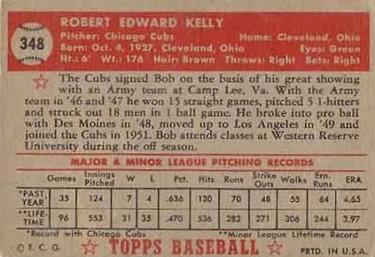 ROBERT EDWARD KELLY
348
Pitcher: Chicago Cubs Home: Cleveland, Ohio
Born: Oct. 4, 1927, Cleveland, Ohio Eyes: Green
Ht: 6' Wt: 176 Hair: Brown Throws: Right Bats: Right
The Cubs signed Bob on the basis of his great showing
with an Army team at Camp Lee, Va. With the Army
team in '46 and '47 he won 15 straight games, pitched 5 1-hitters
and struck out 18 men in 1 ball game. He broke into pro
with Des Moines in '48, moved up to Los Angeles in '49 and
joined the Cubs in 1951. Bob attends classes at Western Reserve
University during the off season.
MAJOR & MINOR LEAGUE PITCHING RECORDS
Games Innings Pitched W L Pct. Hits Runs Strike Outs Walks Earned Runs ERA
*PAST YEAR 35 124 7 4 .636 130 70 48 55 64 4.65
**LIFETIME 96 553 31 35 .470 536 282 271 306 244 3.97
*Record with Chicago Cubs **Minor League Lifetime Record
© T. C. G. TOPPS BASEBALL PRTD. IN U.S.A.